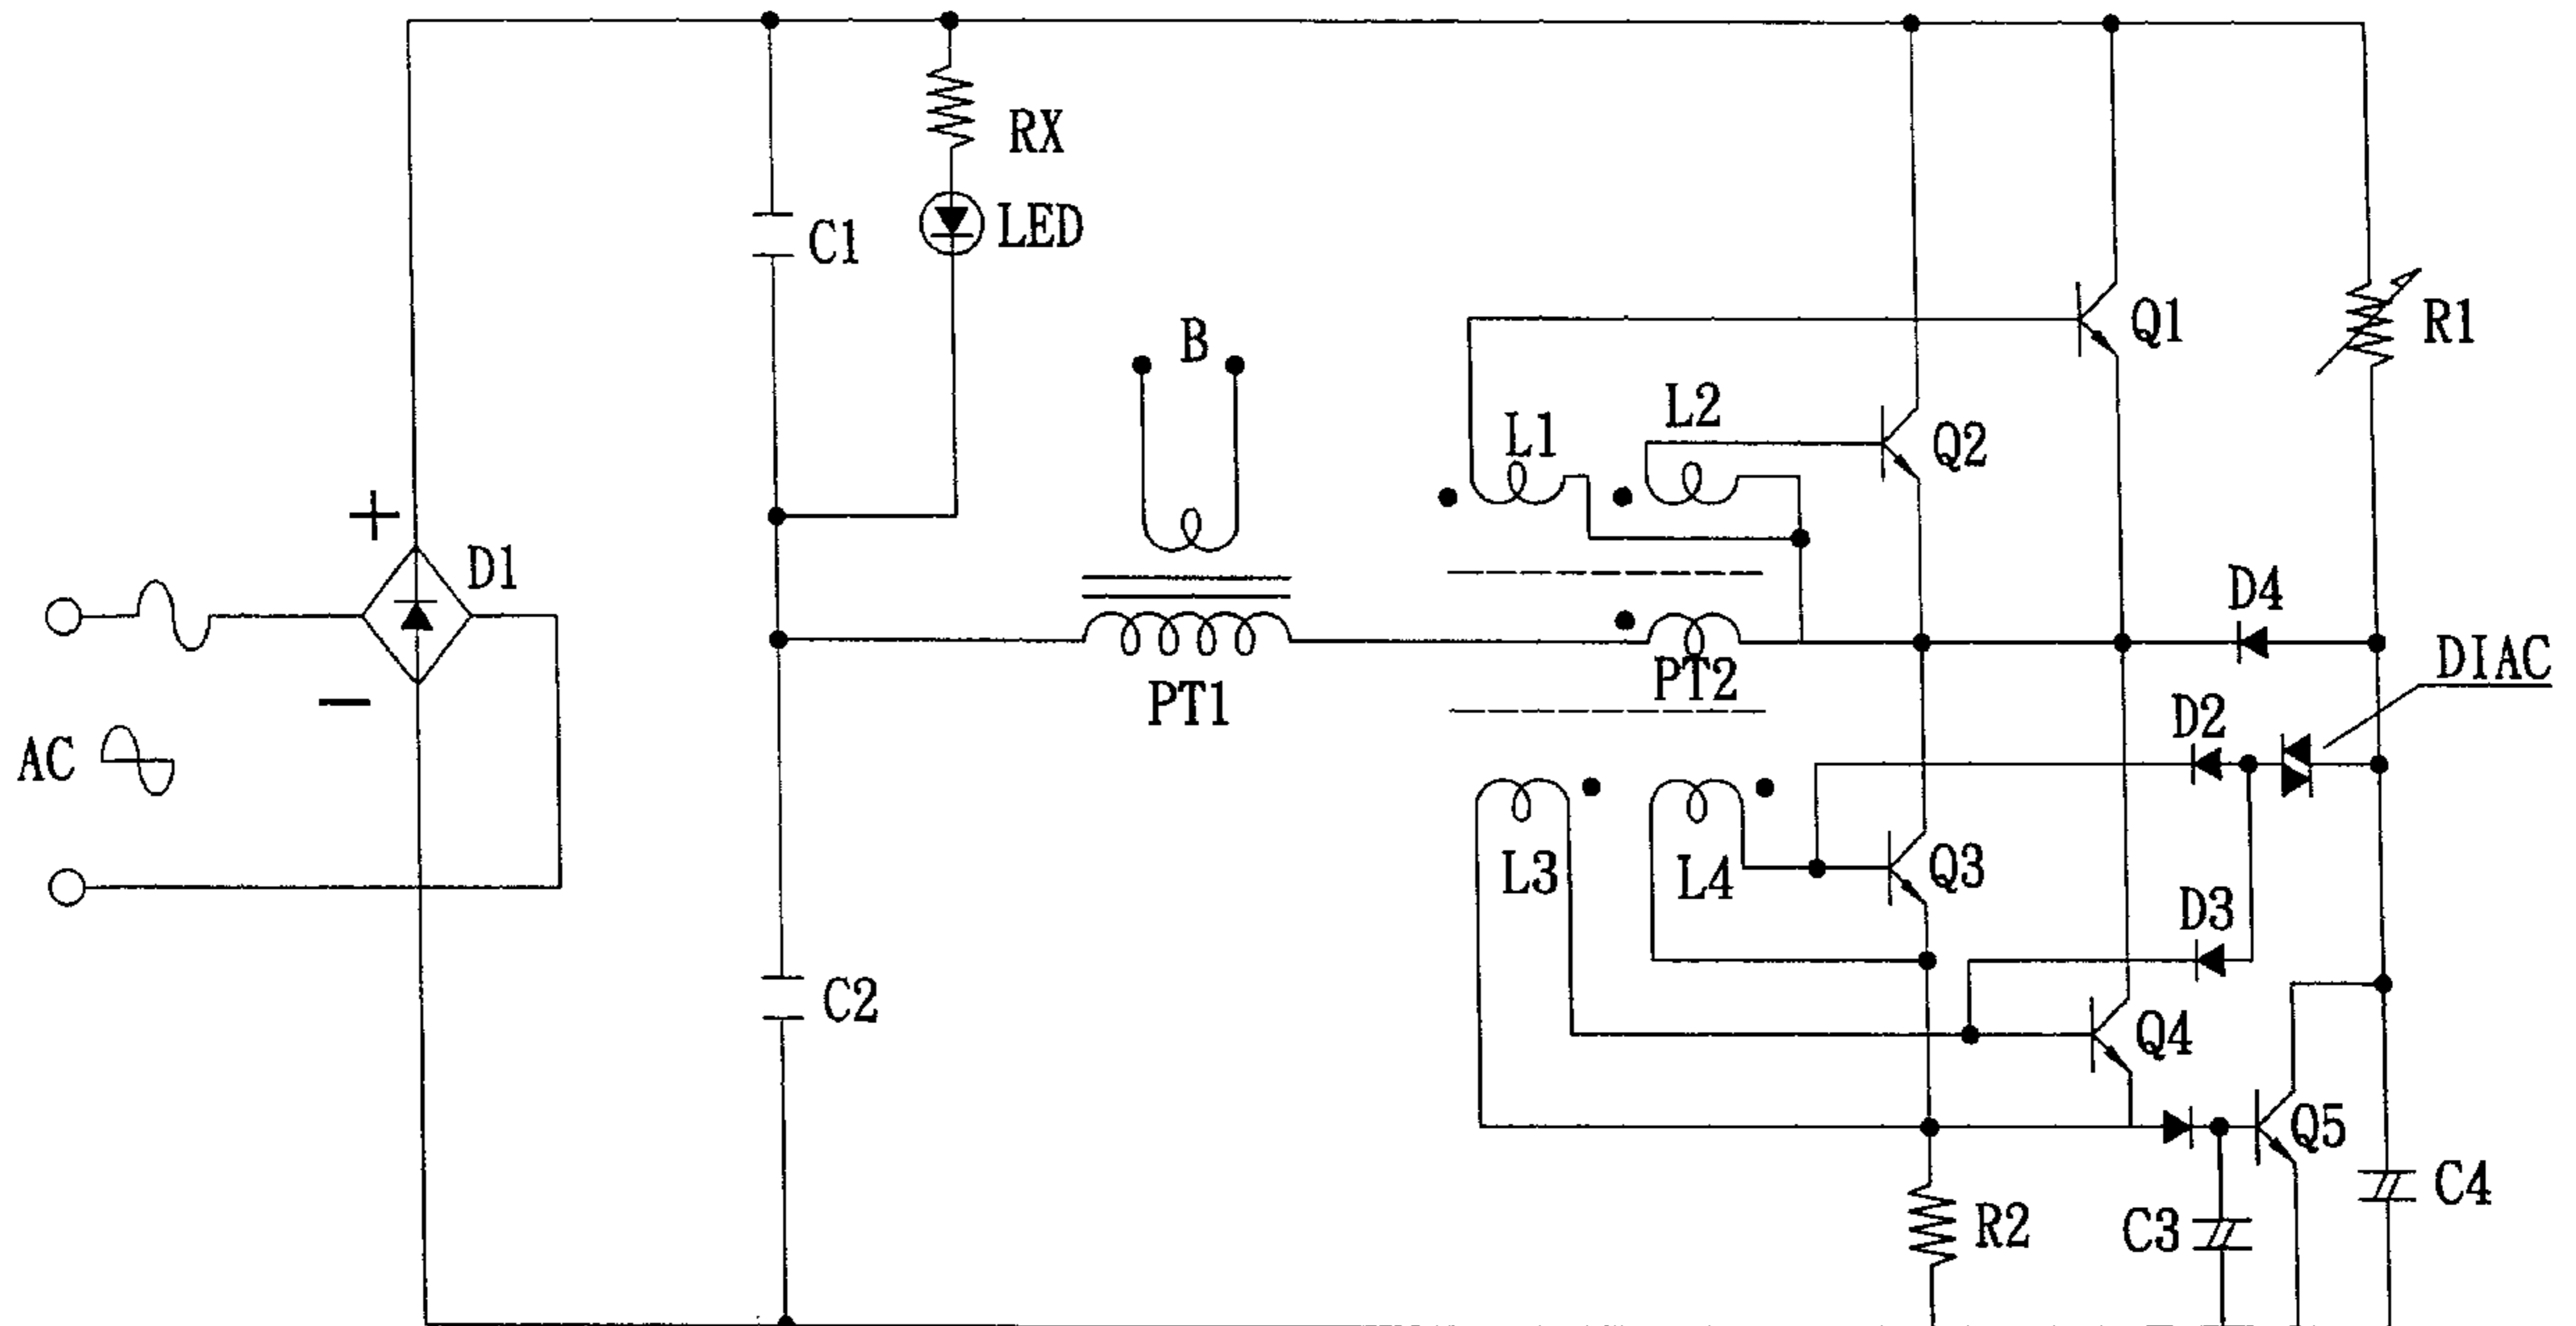 RX
C1
LED
B
Q1
R1
L1
L2
Q2
+
D1
D4
PT1
PT2
DIAC
D2
−
AC
L3
L4
Q3
D3
C2
Q4
Q5
C4
C3
R2